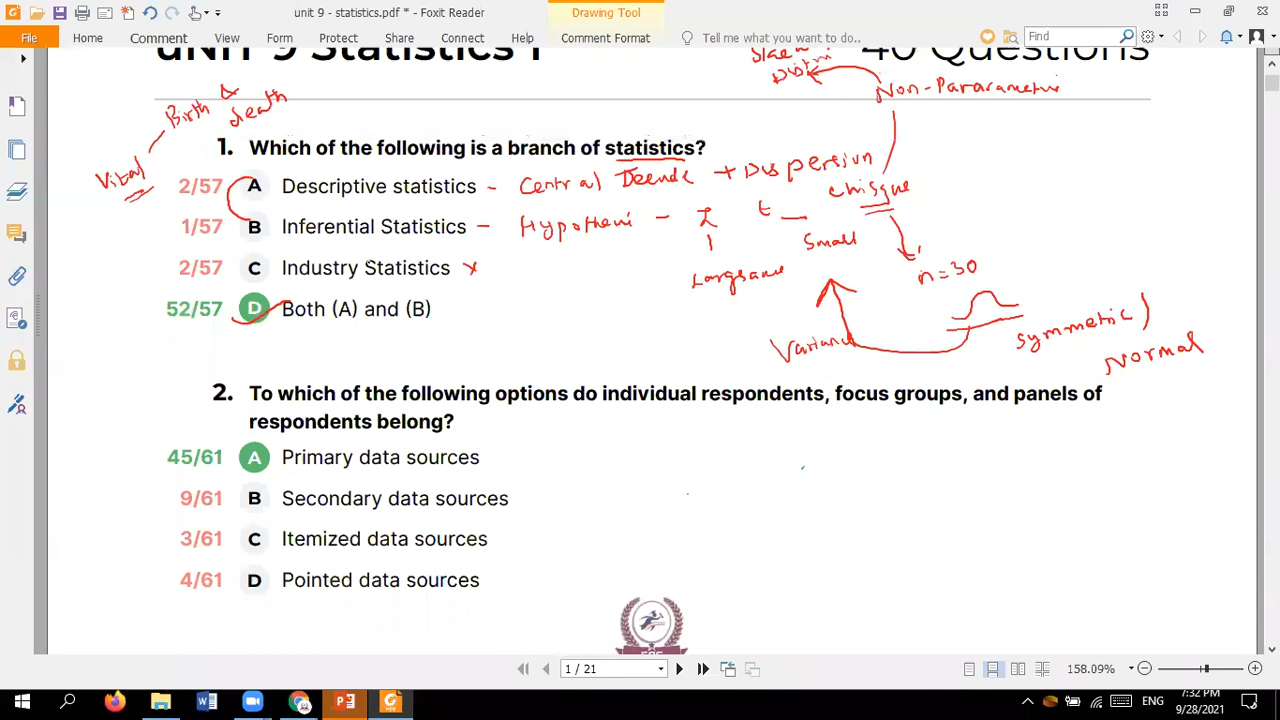 unit 9 - statistics.pdf * - Foxit Reader
Drawing Tool
File Home Comment View Form Protect Share Connect Help Comment Format Tell me what you want to do... Find
UNIT 9 Statistics I 40 Questions
Non-Pararametri
Birth & death
Vital
1. Which of the following is a branch of statistics?
2/57 A Descriptive statistics - Central + Dispersion
chisque
1/57 B Inferential Statistics - Hypothesi - Z t -
Small
2/57 C Industry Statistics x
n=30
52/57 D Both (A) and (B)
Symmetric)
Variance
Normal
2. To which of the following options do individual respondents, focus groups, and panels of
respondents belong?
45/61 A Primary data sources
9/61 B Secondary data sources
3/61 C Itemized data sources
4/61 D Pointed data sources
1 / 21
158.09%
ENG
7:32 PM
9/28/2021